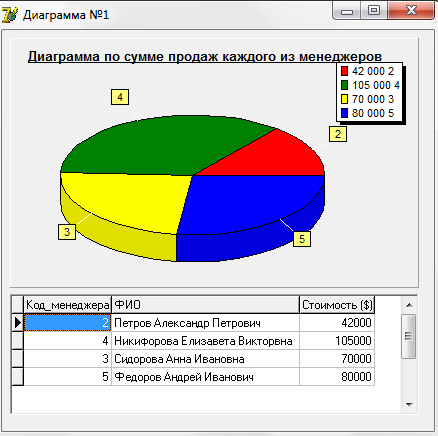 Диаграмма №1
Диаграмма по сумме продаж каждого из менеджеров
42 000 2
105 000 4
70 000 3
80 000 5
4
2
3
5
Код_менеджера ФИО Стоимость ($)
2 Петров Александр Петрович 42000
4 Никифорова Елизавета Викторвна 105000
3 Сидорова Анна Ивановна 70000
5 Федоров Андрей Иванович 80000